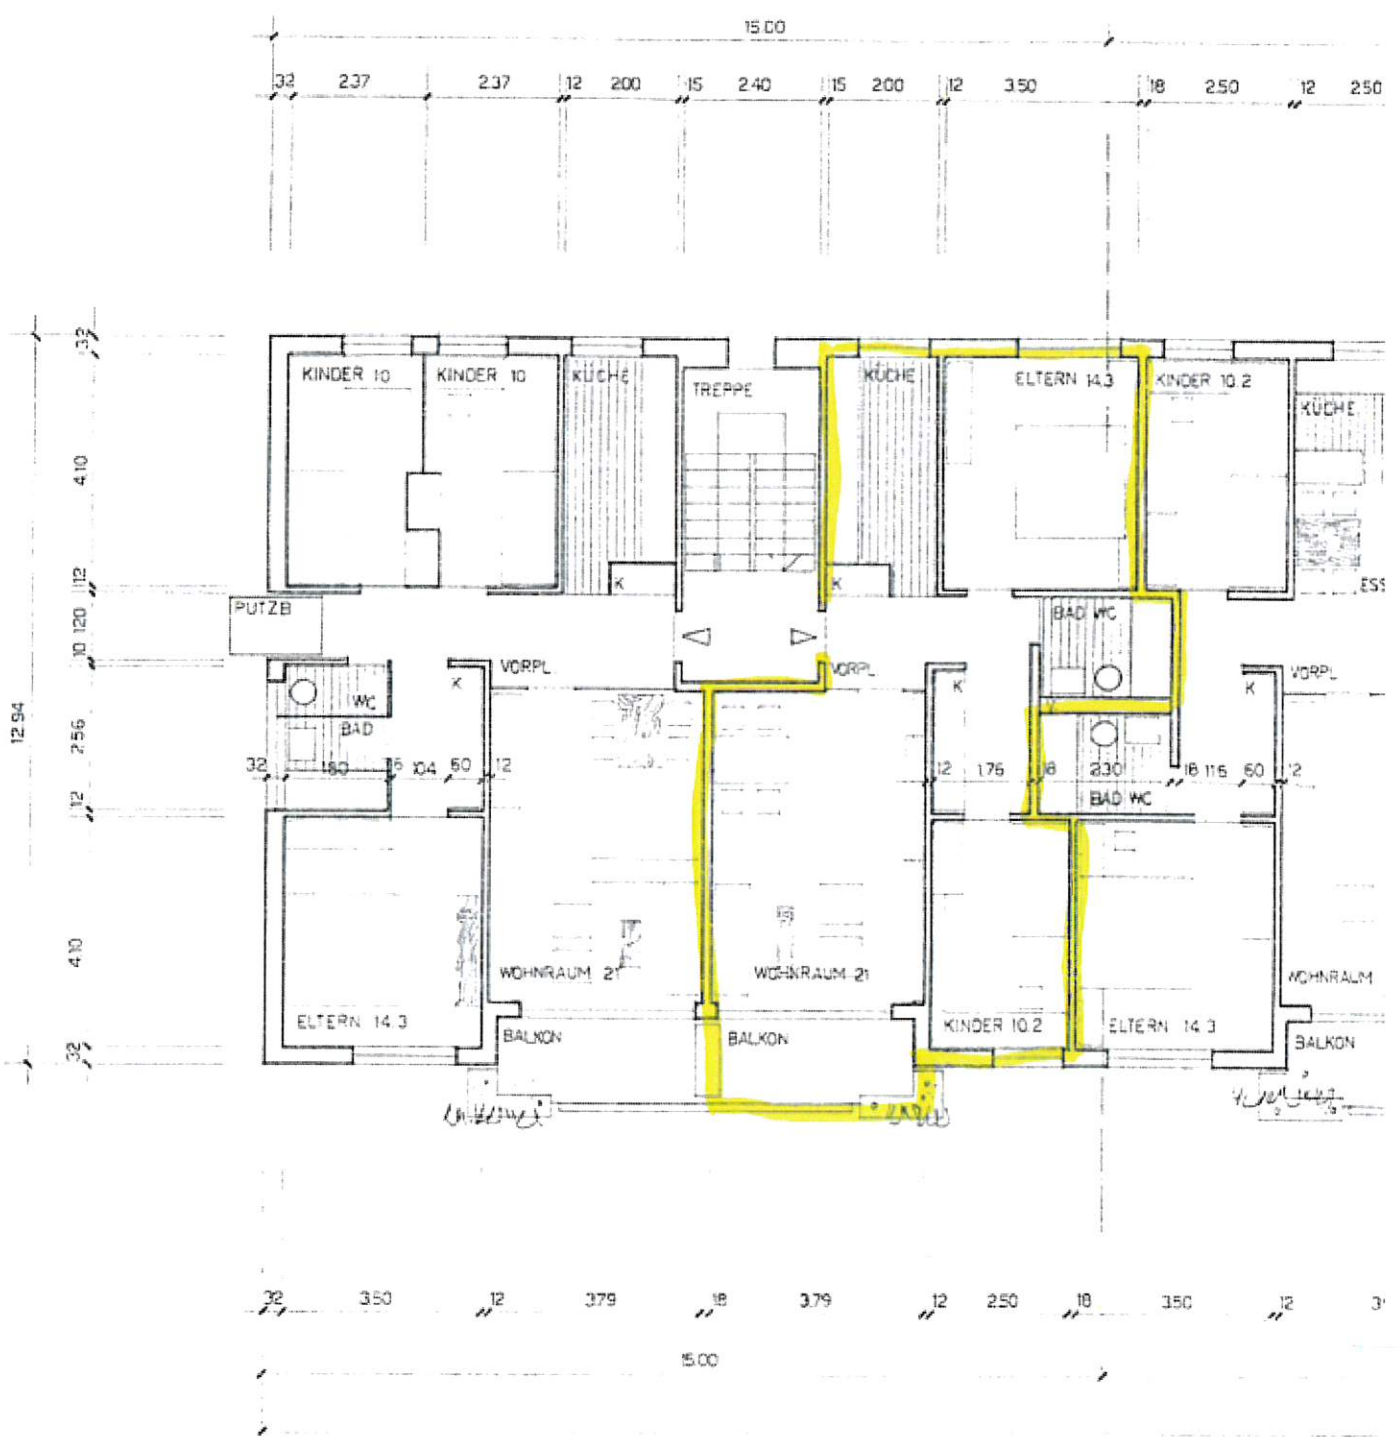 15.00
32 2.37 2.37 12 2.00 15 2.40 15 2.00 12 3.50 18 2.50 12 2.50
32
KINDER 10 KINDER 10 KÜCHE TREPPE KÜCHE ELTERN 14.3 KINDER 10.2
KÜCHE
4.10
12
K K
ESS
PUTZB
BAD WC
1.20
10
VORPL VORPL VORPL
K K K
WC
BAD
12.94
2.56
32 1.80 16 1.04 60 12 12 1.76 18 2.30 18 1.16 60 12
BAD WC
12
4.10
WOHNRAUM 21 WOHNRAUM 21 WOHNRAUM
ELTERN 14.3 KINDER 10.2 ELTERN 14.3
BALKON BALKON BALKON
32
32 3.50 12 3.79 18 3.79 12 2.50 18 3.50 12
15.00